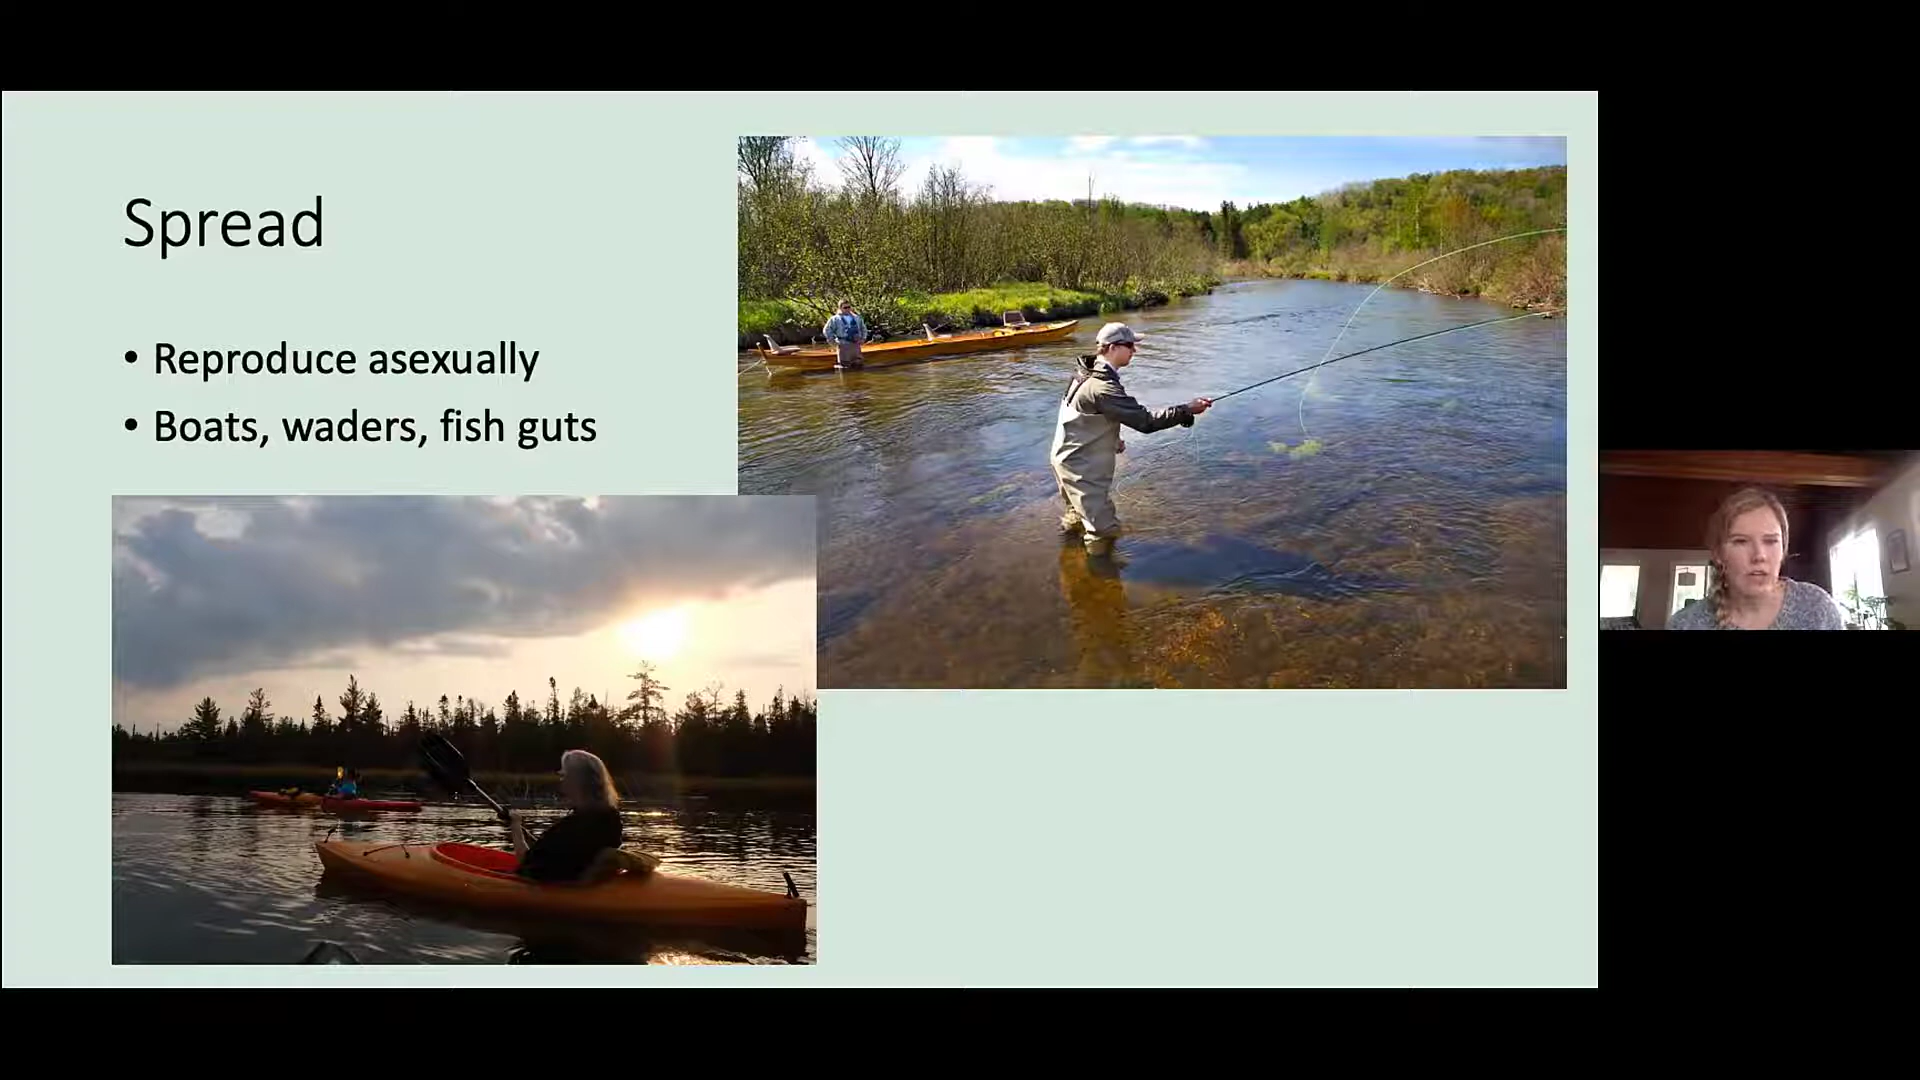 Spread
• Reproduce asexually
• Boats, waders, fish guts